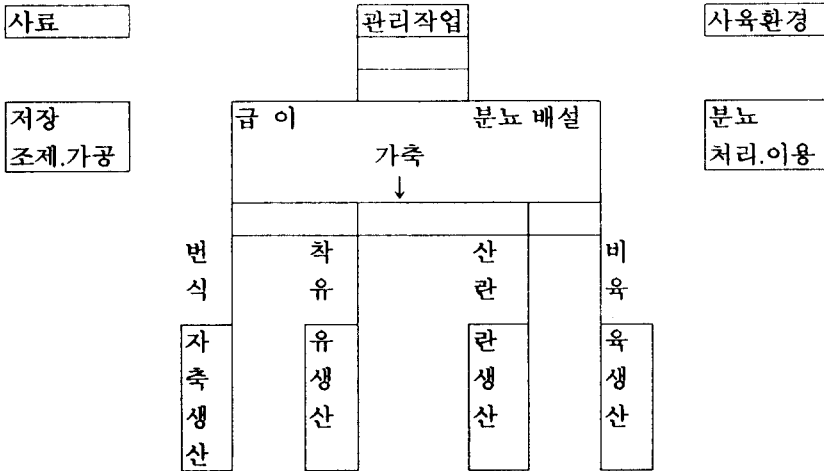 사료 관리작업 사육환경
저장 급 이 분뇨 배설 분뇨
조제.가공 가축 처리.이용
↓
번식 착유 산란 비육
자축생산 유생산 란생산 육생산